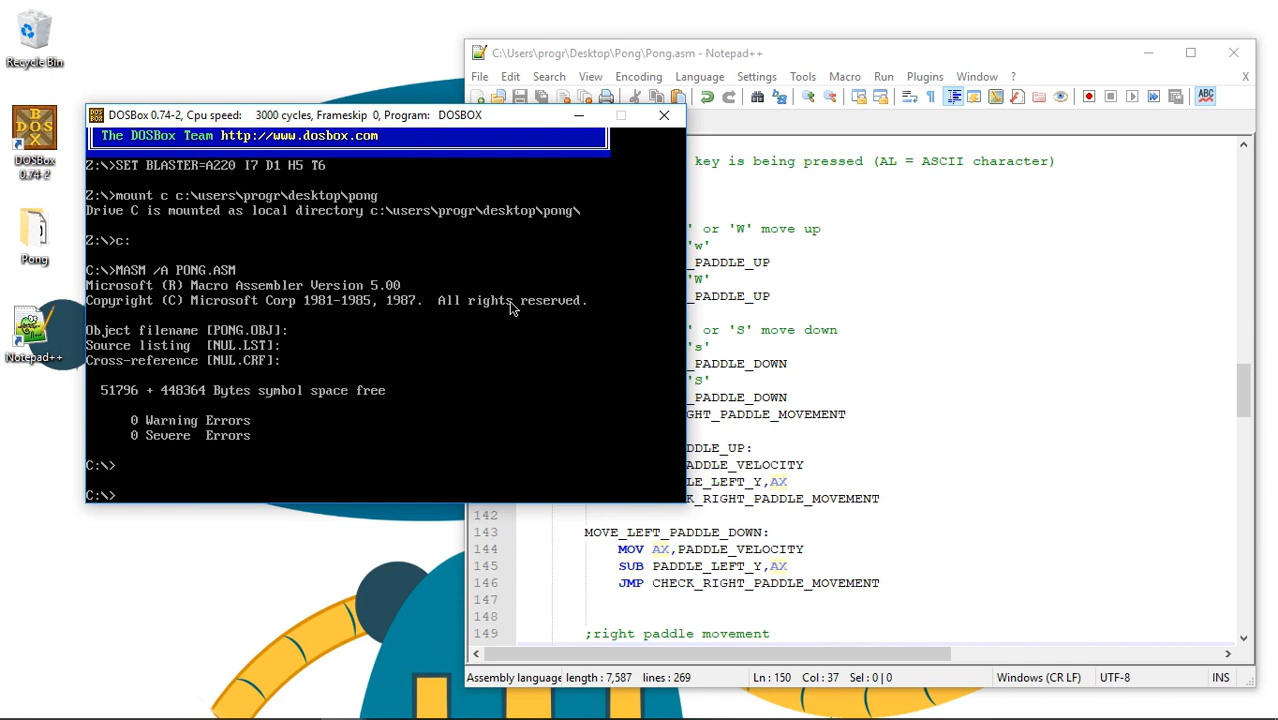 Recycle Bin
DOSBox 0.74-2
Pong
Notepad++
DOSBox 0.74-2, Cpu speed: 3000 cycles, Frameskip 0, Program: DOSBOX
The DOSBox Team http://www.dosbox.com
Z:\>SET BLASTER=A220 I7 D1 H5 T6
Z:\>mount c c:\users\progr\desktop\pong
Drive C is mounted as local directory c:\users\progr\desktop\pong\
Z:\>c:
C:\>MASM /A PONG.ASM
Microsoft (R) Macro Assembler Version 5.00
Copyright (C) Microsoft Corp 1981-1985, 1987. All rights reserved.
Object filename [PONG.OBJ]:
Source listing [NUL.LST]:
Cross-reference [NUL.CRF]:
51796 + 448364 Bytes symbol space free
0 Warning Errors
0 Severe Errors
C:\>
C:\>
C:\Users\progr\Desktop\Pong\Pong.asm - Notepad++
File Edit Search View Encoding Language Settings Tools Macro Run Plugins Window ? X
key is being pressed (AL = ASCII character)
' or 'W' move up
'w'
_PADDLE_UP
'W'
_PADDLE_UP
' or 'S' move down
's'
_PADDLE_DOWN
'S'
_PADDLE_DOWN
GHT_PADDLE_MOVEMENT
DDLE_UP:
ADDLE_VELOCITY
LE_LEFT_Y,AX
K_RIGHT_PADDLE_MOVEMENT
142
143 MOVE_LEFT_PADDLE_DOWN:
144 MOV AX,PADDLE_VELOCITY
145 SUB PADDLE_LEFT_Y,AX
146 JMP CHECK_RIGHT_PADDLE_MOVEMENT
147
148
149 ;right paddle movement
Assembly language length : 7,587 lines : 269 Ln : 150 Col : 37 Sel : 0 | 0 Windows (CR LF) UTF-8 INS